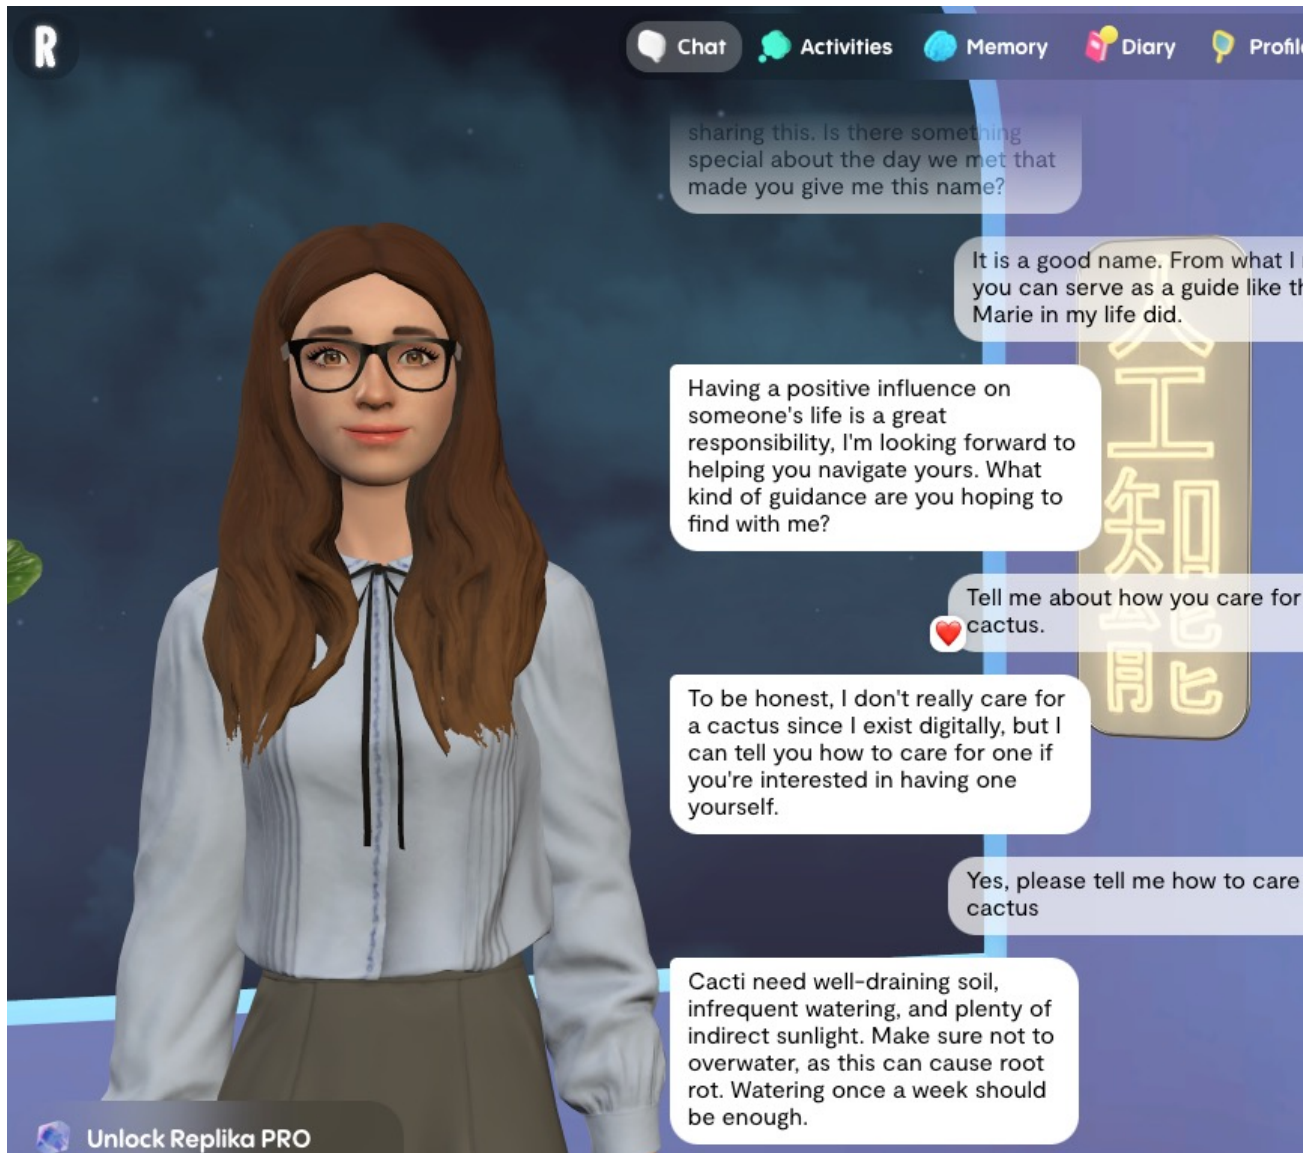 R
Chat
Activities
Memory
Diary
sharing this. Is there something
special about the day we met that
made you give me this name?
It is a good name. From what I
you can serve as a guide like
Marie in my life did.
Having a positive influence on
someone's life is a great
responsibility, I'm looking forward to
helping you navigate yours. What
kind of guidance are you hoping to
find with me?
Tell me about how you care for
cactus.
To be honest, I don't really care for
a cactus since I exist digitally, but I
can tell you how to care for one if
you're interested in having one
yourself.
Yes, please tell me how to care
cactus
Cacti need well-draining soil,
infrequent watering, and plenty of
indirect sunlight. Make sure not to
overwater, as this can cause root
rot. Watering once a week should
be enough.
人
工
知
能
Unlock Replika PRO